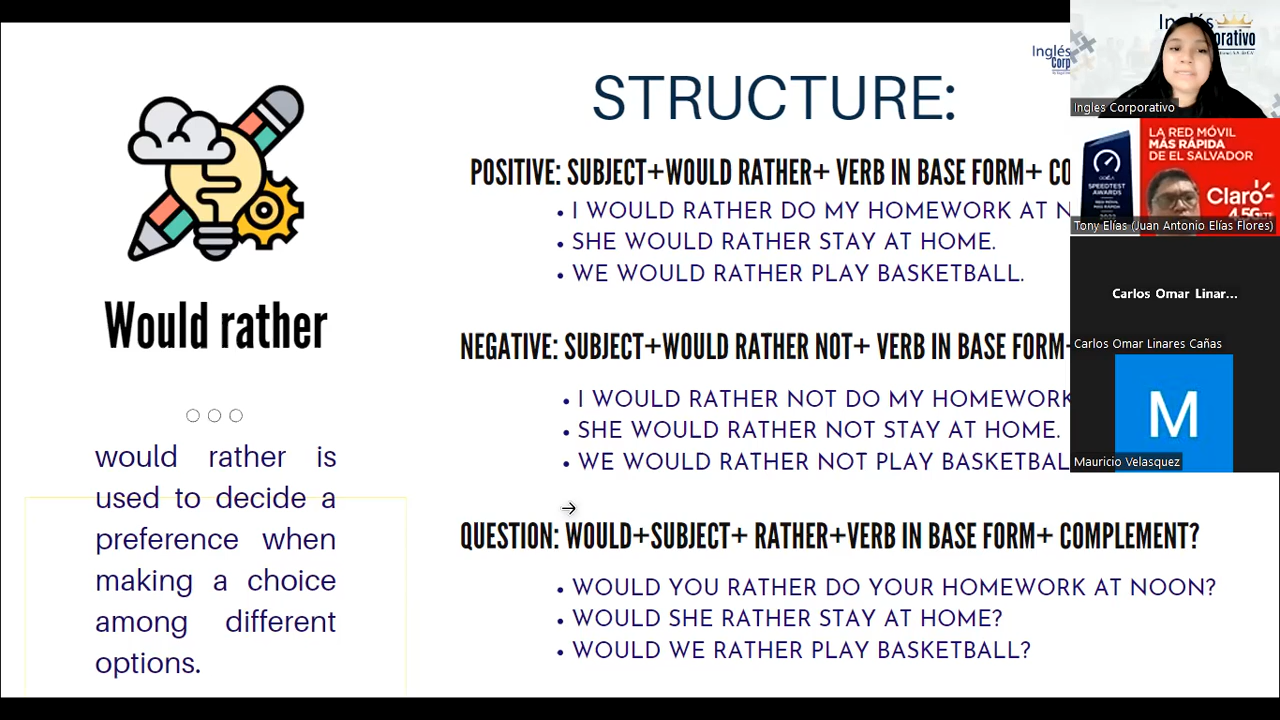 STRUCTURE:
POSITIVE: SUBJECT+WOULD RATHER+ VERB IN BASE FORM+ CO
• I WOULD RATHER DO MY HOMEWORK AT N
• SHE WOULD RATHER STAY AT HOME.
• WE WOULD RATHER PLAY BASKETBALL.
Would rather
NEGATIVE: SUBJECT+WOULD RATHER NOT+ VERB IN BASE FORM+
• I WOULD RATHER NOT DO MY HOMEWORK
• SHE WOULD RATHER NOT STAY AT HOME.
• WE WOULD RATHER NOT PLAY BASKETBAL
would rather is
used to decide a
preference when
making a choice
among different
options.
QUESTION: WOULD+SUBJECT+ RATHER+VERB IN BASE FORM+ COMPLEMENT?
• WOULD YOU RATHER DO YOUR HOMEWORK AT NOON?
• WOULD SHE RATHER STAY AT HOME?
• WOULD WE RATHER PLAY BASKETBALL?
Inglés
Corp
Ingles Corporativo
LA RED MÓVIL
MÁS RÁPIDA
DE EL SALVADOR
SPEEDTEST
AWARDS
Claro
4.5G
Tony Elías (Juan Antonio Elías Flores)
Carlos Omar Linar...
Carlos Omar Linares Cañas
M
Mauricio Velasquez